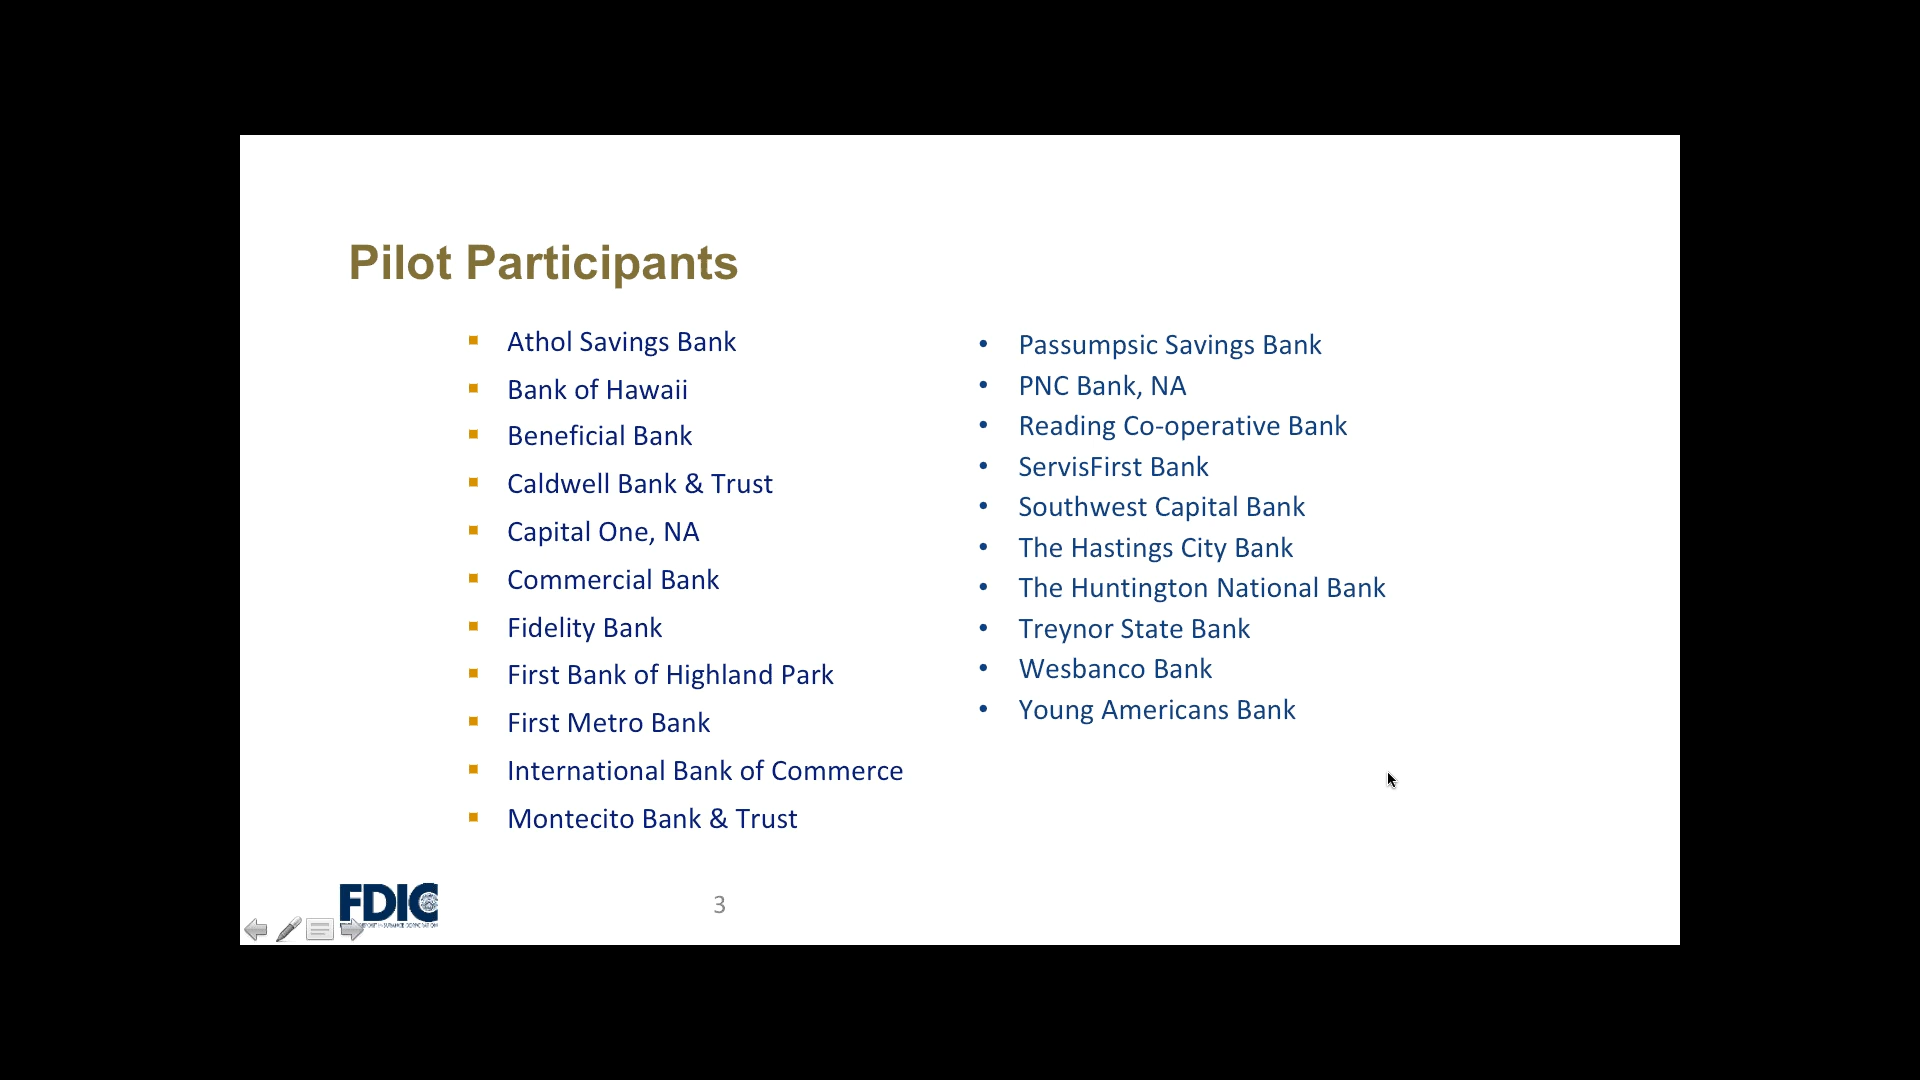 Pilot Participants
Athol Savings Bank
Bank of Hawaii
Beneficial Bank
Caldwell Bank & Trust
Capital One, NA
Commercial Bank
Fidelity Bank
First Bank of Highland Park
First Metro Bank
International Bank of Commerce
Montecito Bank & Trust
Passumpsic Savings Bank
PNC Bank, NA
Reading Co-operative Bank
ServisFirst Bank
Southwest Capital Bank
The Hastings City Bank
The Huntington National Bank
Treynor State Bank
Wesbanco Bank
Young Americans Bank
FDIC
3